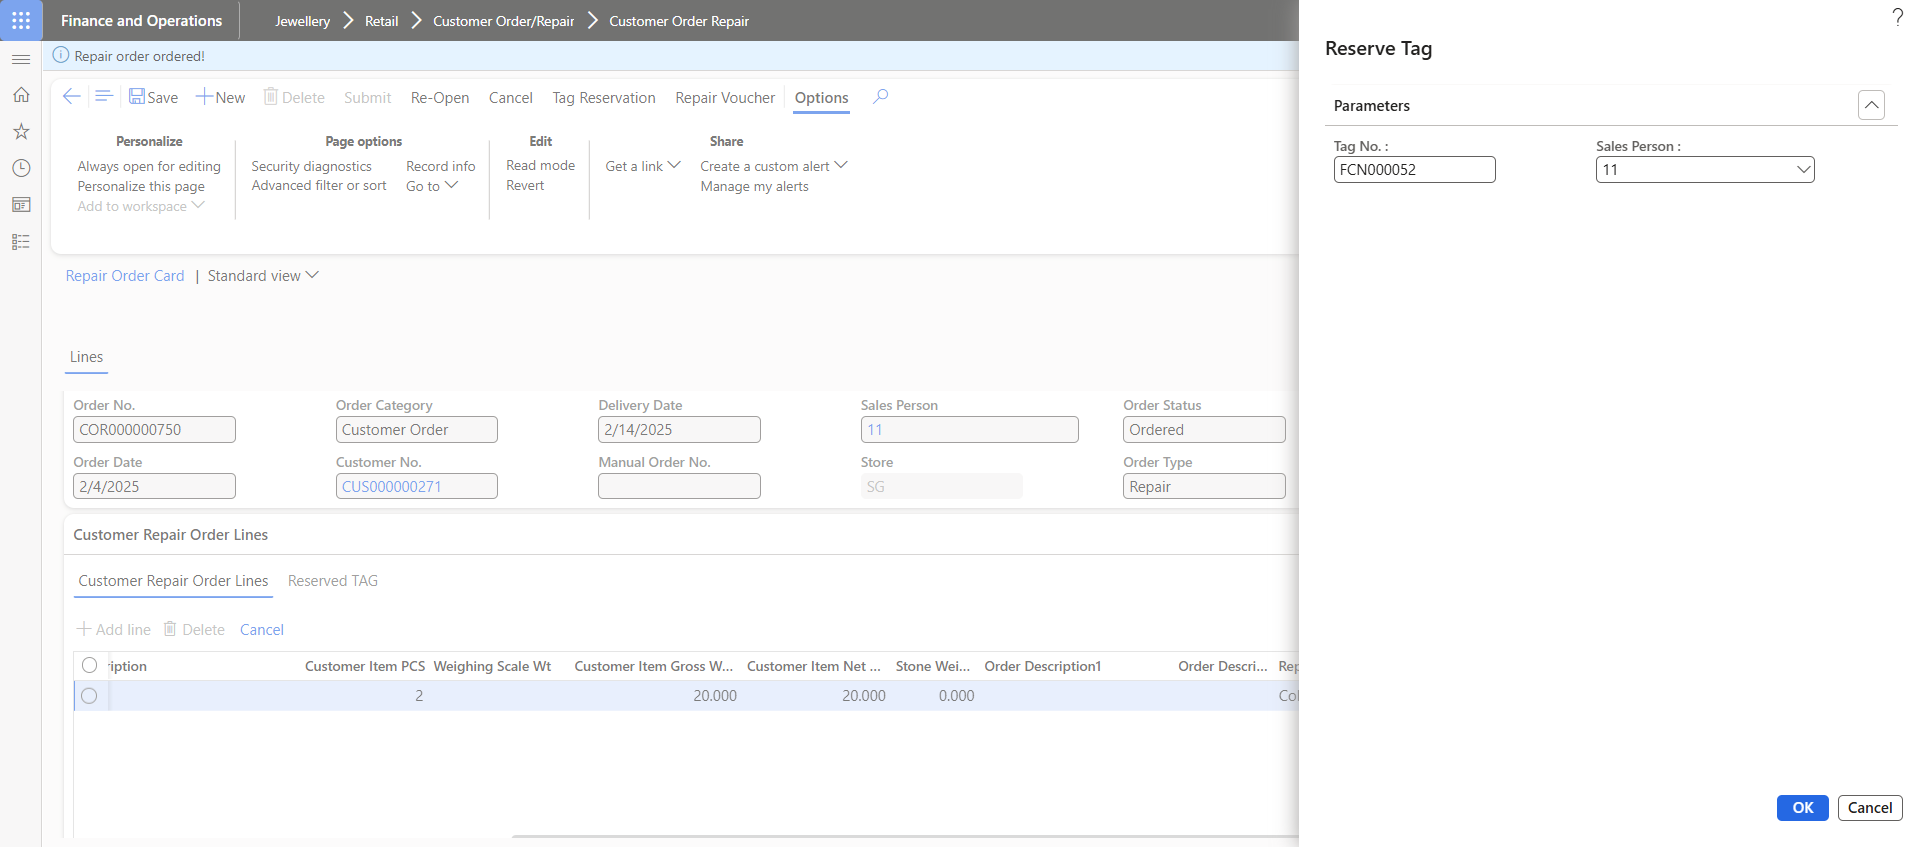 Finance and Operations
Jewellery > Retail > Customer Order/Repair > Customer Order Repair
Repair order ordered!
Save New Delete Submit Re-Open Cancel Tag Reservation Repair Voucher Options
Personalize
Always open for editing
Personalize this page
Add to workspace
Page options
Security diagnostics Record info
Advanced filter or sort Go to
Edit
Read mode
Revert
Share
Get a link Create a custom alert
Manage my alerts
Repair Order Card | Standard view
Lines
Order No. Order Category Delivery Date Sales Person Order Status
COR000000750 Customer Order 2/14/2025 11 Ordered
Order Date Customer No. Manual Order No. Store Order Type
2/4/2025 CUS000000271 SG Repair
Customer Repair Order Lines
Customer Repair Order Lines Reserved TAG
Add line Delete Cancel
ription Customer Item PCS Weighing Scale Wt Customer Item Gross W... Customer Item Net ... Stone Wei... Order Description1 Order Descri... Rep
2 20.000 20.000 0.000 Col
?
Reserve Tag
Parameters
Tag No. : Sales Person :
FCN000052 11
OK Cancel